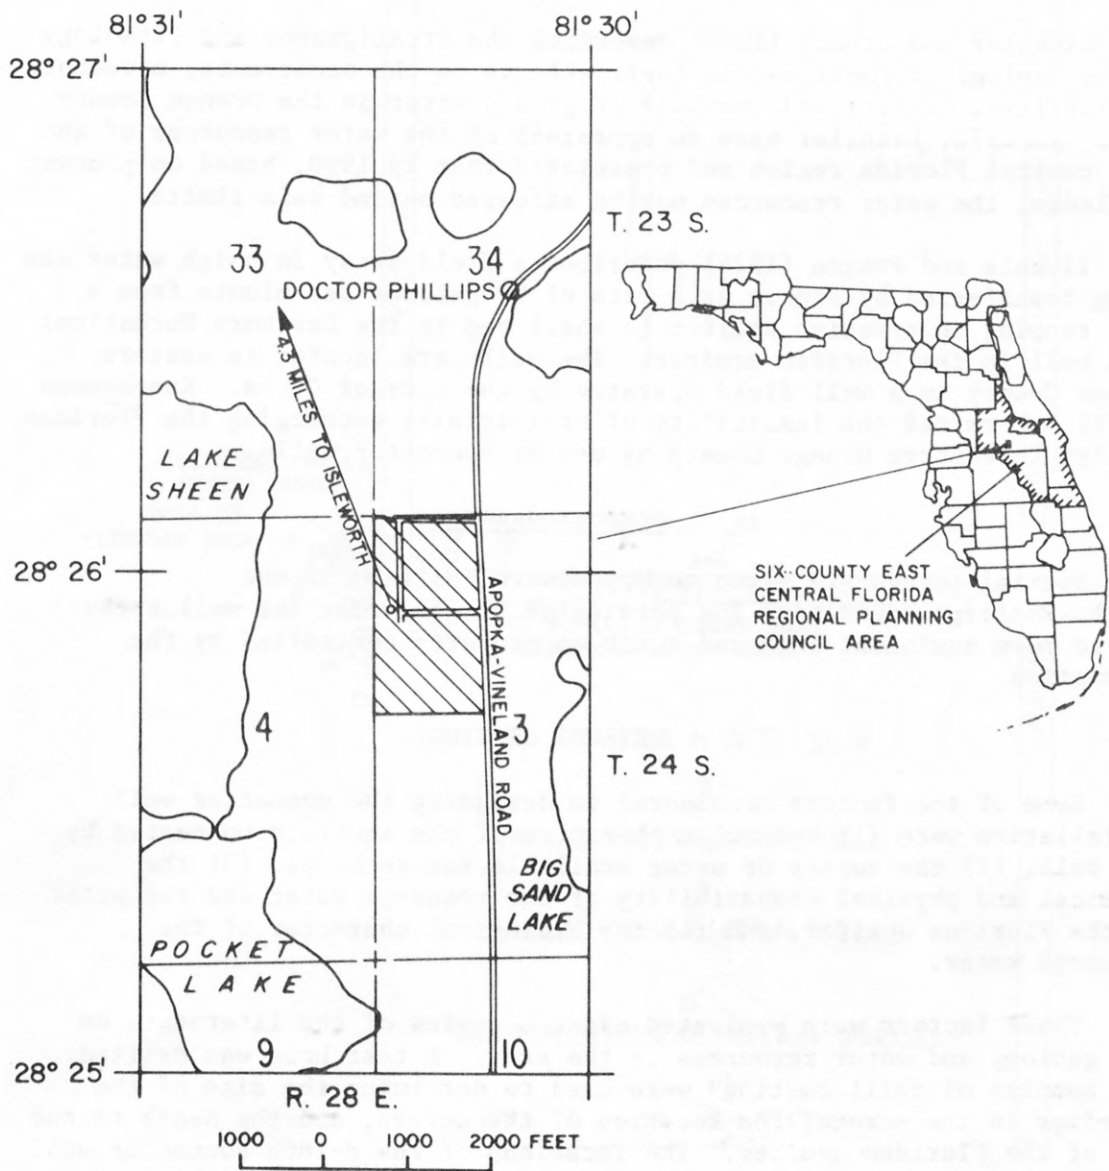 81°31'
81°30'
28°27'
T. 23 S.
33
34
DOCTOR PHILLIPS
4.3 MILES TO ISLEWORTH
LAKE
SHEEN
28°26'
APOPKA-VINELAND ROAD
SIX-COUNTY EAST
CENTRAL FLORIDA
REGIONAL PLANNING
COUNCIL AREA
4
3
T. 24 S.
BIG
SAND
LAKE
POCKET
LAKE
9
10
28°25'
R. 28 E.
1000 0 1000 2000 FEET